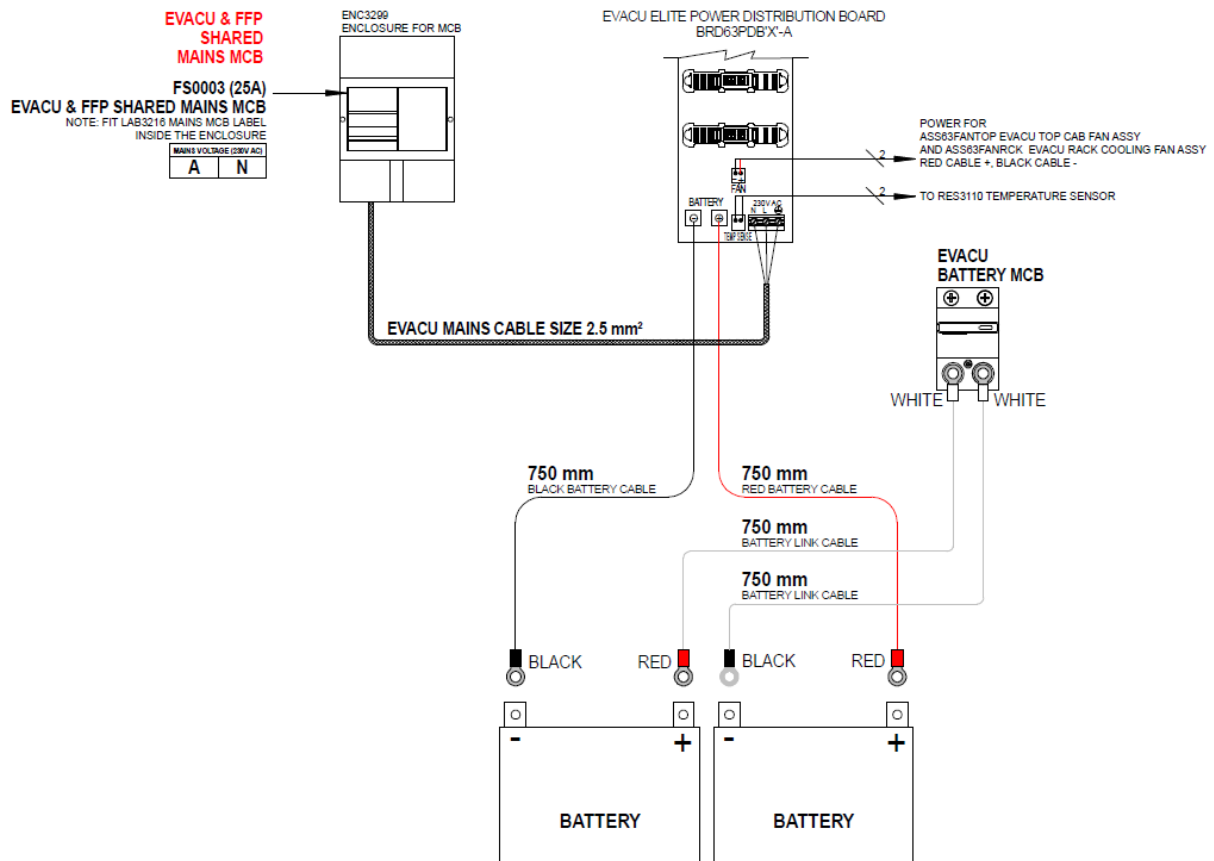 EVACU & FFP
SHARED
MAINS MCB
FS0003 (25A)
EVACU & FFP SHARED MAINS MCB
NOTE: FIT LAB3216 MAINS MCB LABEL
INSIDE THE ENCLOSURE
MAINS VOLTAGE (230V AC)
A N
ENC3299
ENCLOSURE FOR MCB
EVACU ELITE POWER DISTRIBUTION BOARD
BRD63PDB'X'-A
FAN
BATTERY
230V AC
N L
TEMP SENSE
POWER FOR
ASS63FANTOP EVACU TOP CAB FAN ASSY
AND ASS63FANRCK EVACU RACK COOLING FAN ASSY
RED CABLE +, BLACK CABLE -
2
2
TO RES3110 TEMPERATURE SENSOR
EVACU
BATTERY MCB
WHITE WHITE
EVACU MAINS CABLE SIZE 2.5 mm²
750 mm
BLACK BATTERY CABLE
750 mm
RED BATTERY CABLE
750 mm
BATTERY LINK CABLE
750 mm
BATTERY LINK CABLE
BLACK RED BLACK RED
- + - +
BATTERY BATTERY